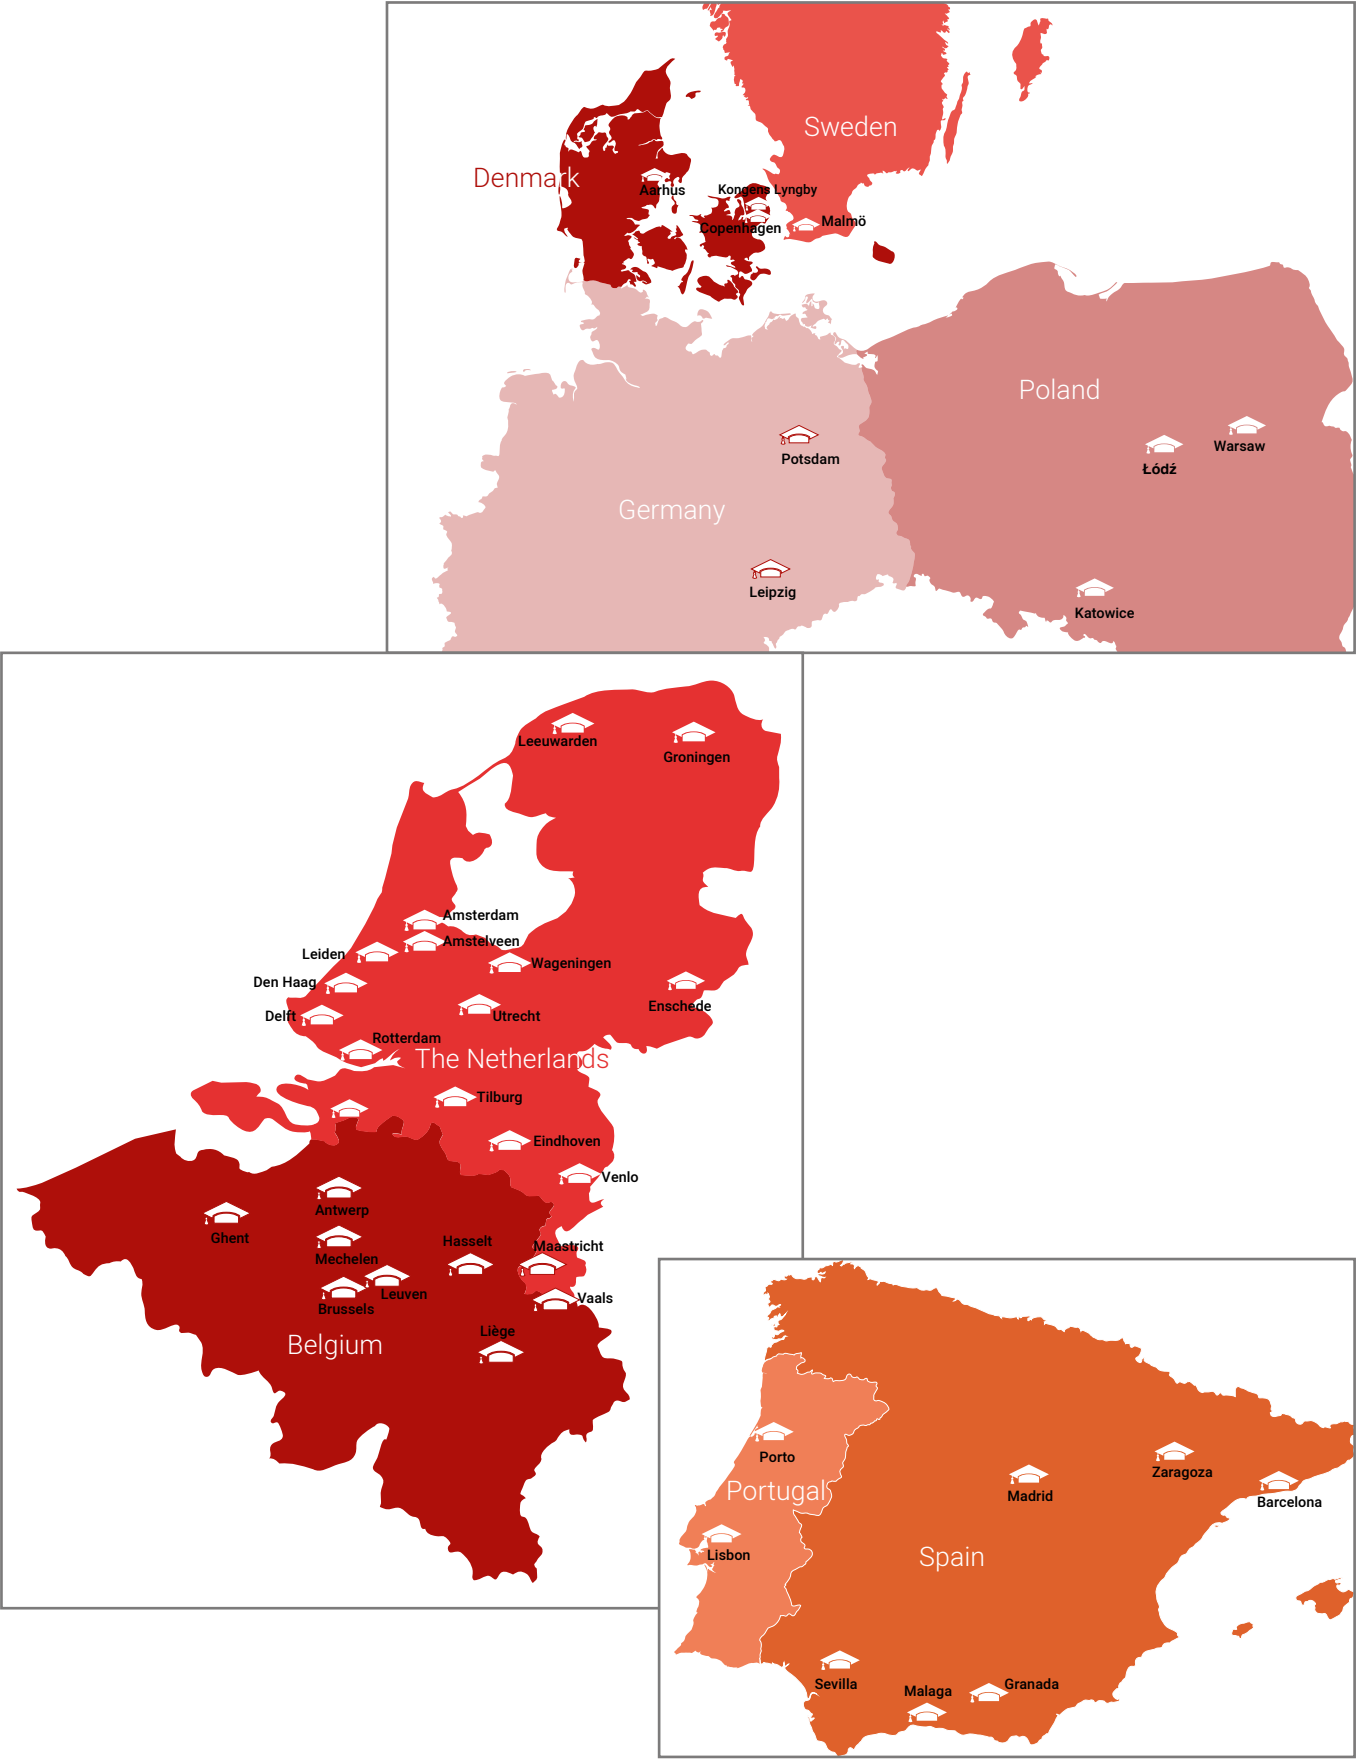 Sweden
Denmark
Aarhus
Kongens Lyngby
Copenhagen
Malmö
Poland
Warsaw
Łódź
Potsdam
Germany
Leipzig
Katowice
Leeuwarden
Groningen
Amsterdam
Amstelveen
Leiden
Wageningen
Den Haag
Enschede
Delft
Utrecht
Rotterdam
The Netherlands
Tilburg
Eindhoven
Venlo
Antwerp
Ghent
Hasselt
Maastricht
Mechelen
Leuven
Vaals
Brussels
Liège
Belgium
Porto
Zaragoza
Portugal
Madrid
Barcelona
Lisbon
Spain
Sevilla
Malaga
Granada